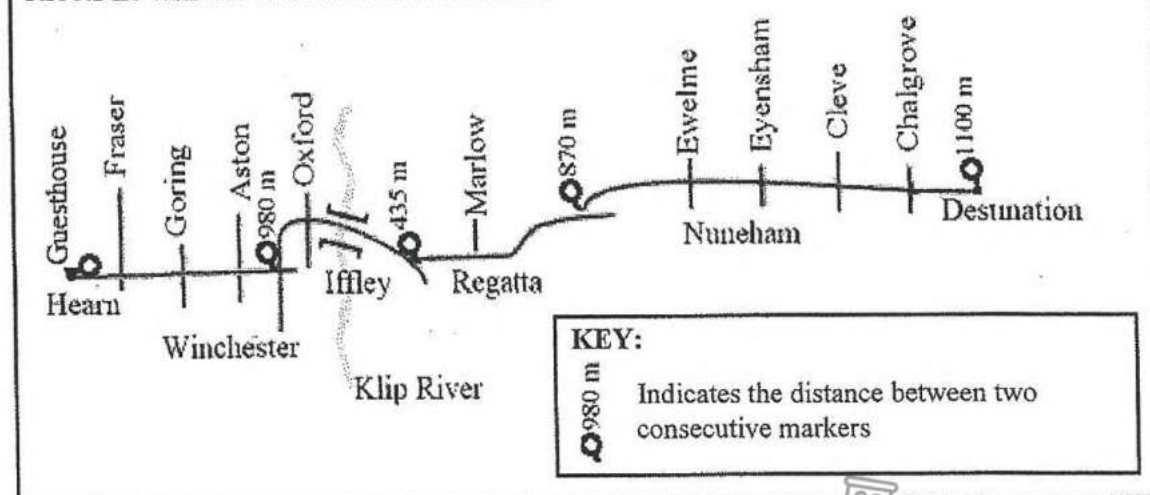 Guesthouse
Fraser
Goring
Aston
980 m
Oxford
435 m
Marlow
870 m
Ewelme
Eyensham
Cleve
Chalgrove
1100 m
Hearn
Winchester
Iffley
Regatta
Nuneham
Destination
Klip River
KEY:
980 m
Indicates the distance between two
consecutive markers